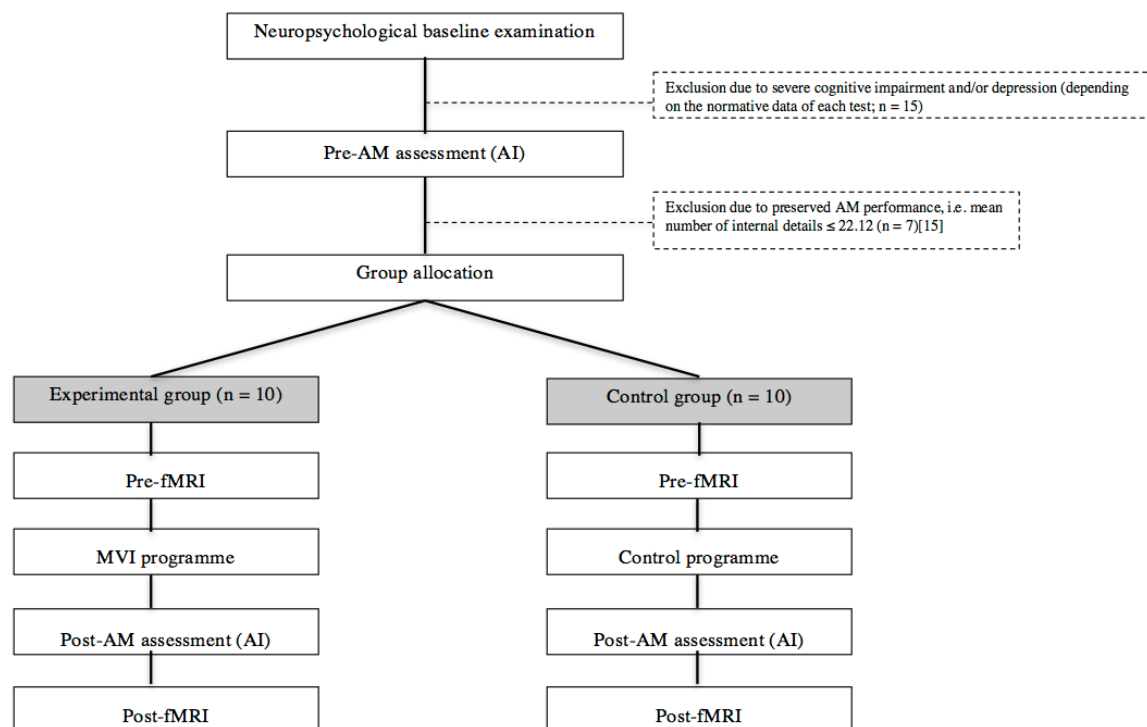 Neuropsychological baseline examination
Exclusion due to severe cognitive impairment and/or depression (depending
on the normative data of each test; n = 15)
Pre-AM assessment (AI)
Exclusion due to preserved AM performance, i.e. mean
number of internal details ≤ 22.12 (n = 7)[15]
Group allocation
Experimental group (n = 10)
Control group (n = 10)
Pre-fMRI
Pre-fMRI
MVI programme
Control programme
Post-AM assessment (AI)
Post-AM assessment (AI)
Post-fMRI
Post-fMRI